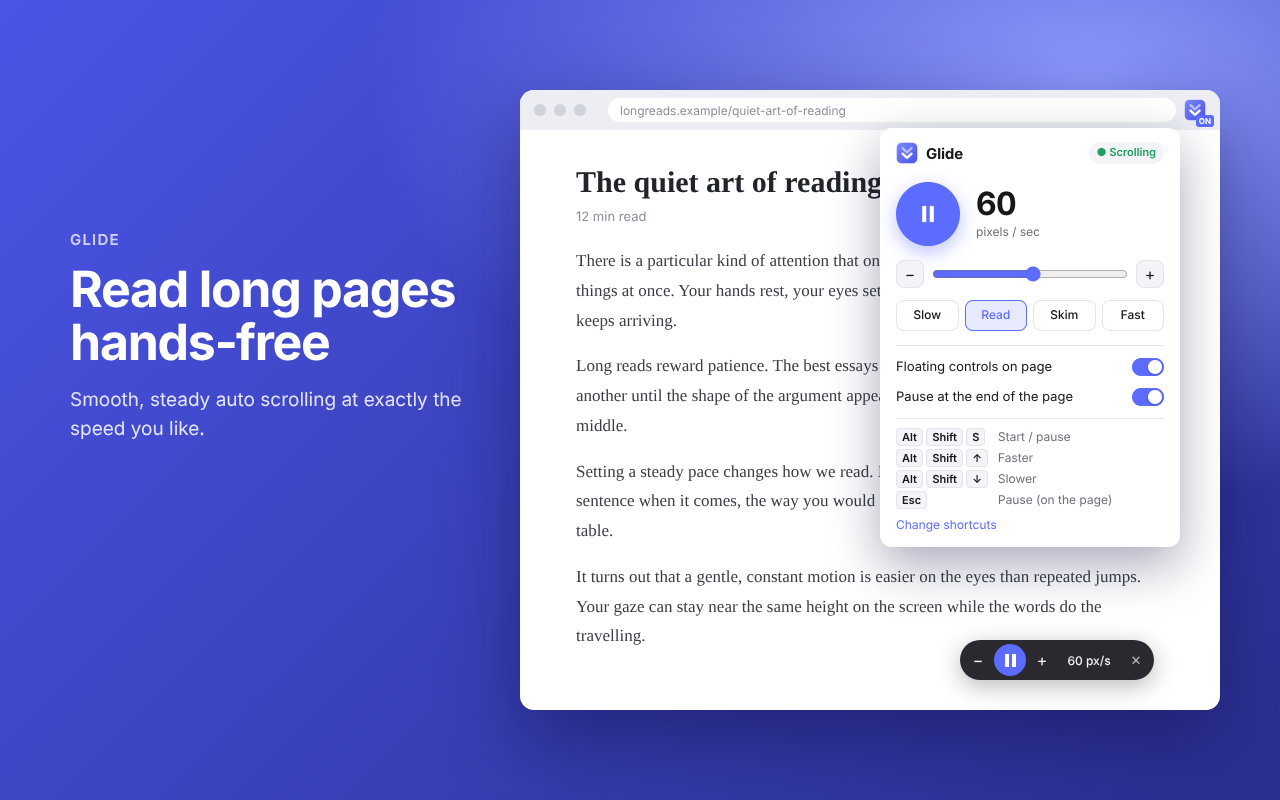 GLIDE
Read long pages
hands-free
Smooth, steady auto scrolling at exactly the
speed you like.
longreads.example/quiet-art-of-reading
ON
The quiet art of reading
12 min read
There is a particular kind of attention that on
things at once. Your hands rest, your eyes set
keeps arriving.
Long reads reward patience. The best essays
another until the shape of the argument appea
middle.
Setting a steady pace changes how we read.
sentence when it comes, the way you would
table.
It turns out that a gentle, constant motion is easier on the eyes than repeated jumps.
Your gaze can stay near the same height on the screen while the words do the
travelling.
Glide
Scrolling
60
pixels / sec
− +
Slow Read Skim Fast
Floating controls on page
Pause at the end of the page
Alt Shift S Start / pause
Alt Shift ↑ Faster
Alt Shift ↓ Slower
Esc Pause (on the page)
Change shortcuts
− + 60 px/s ×